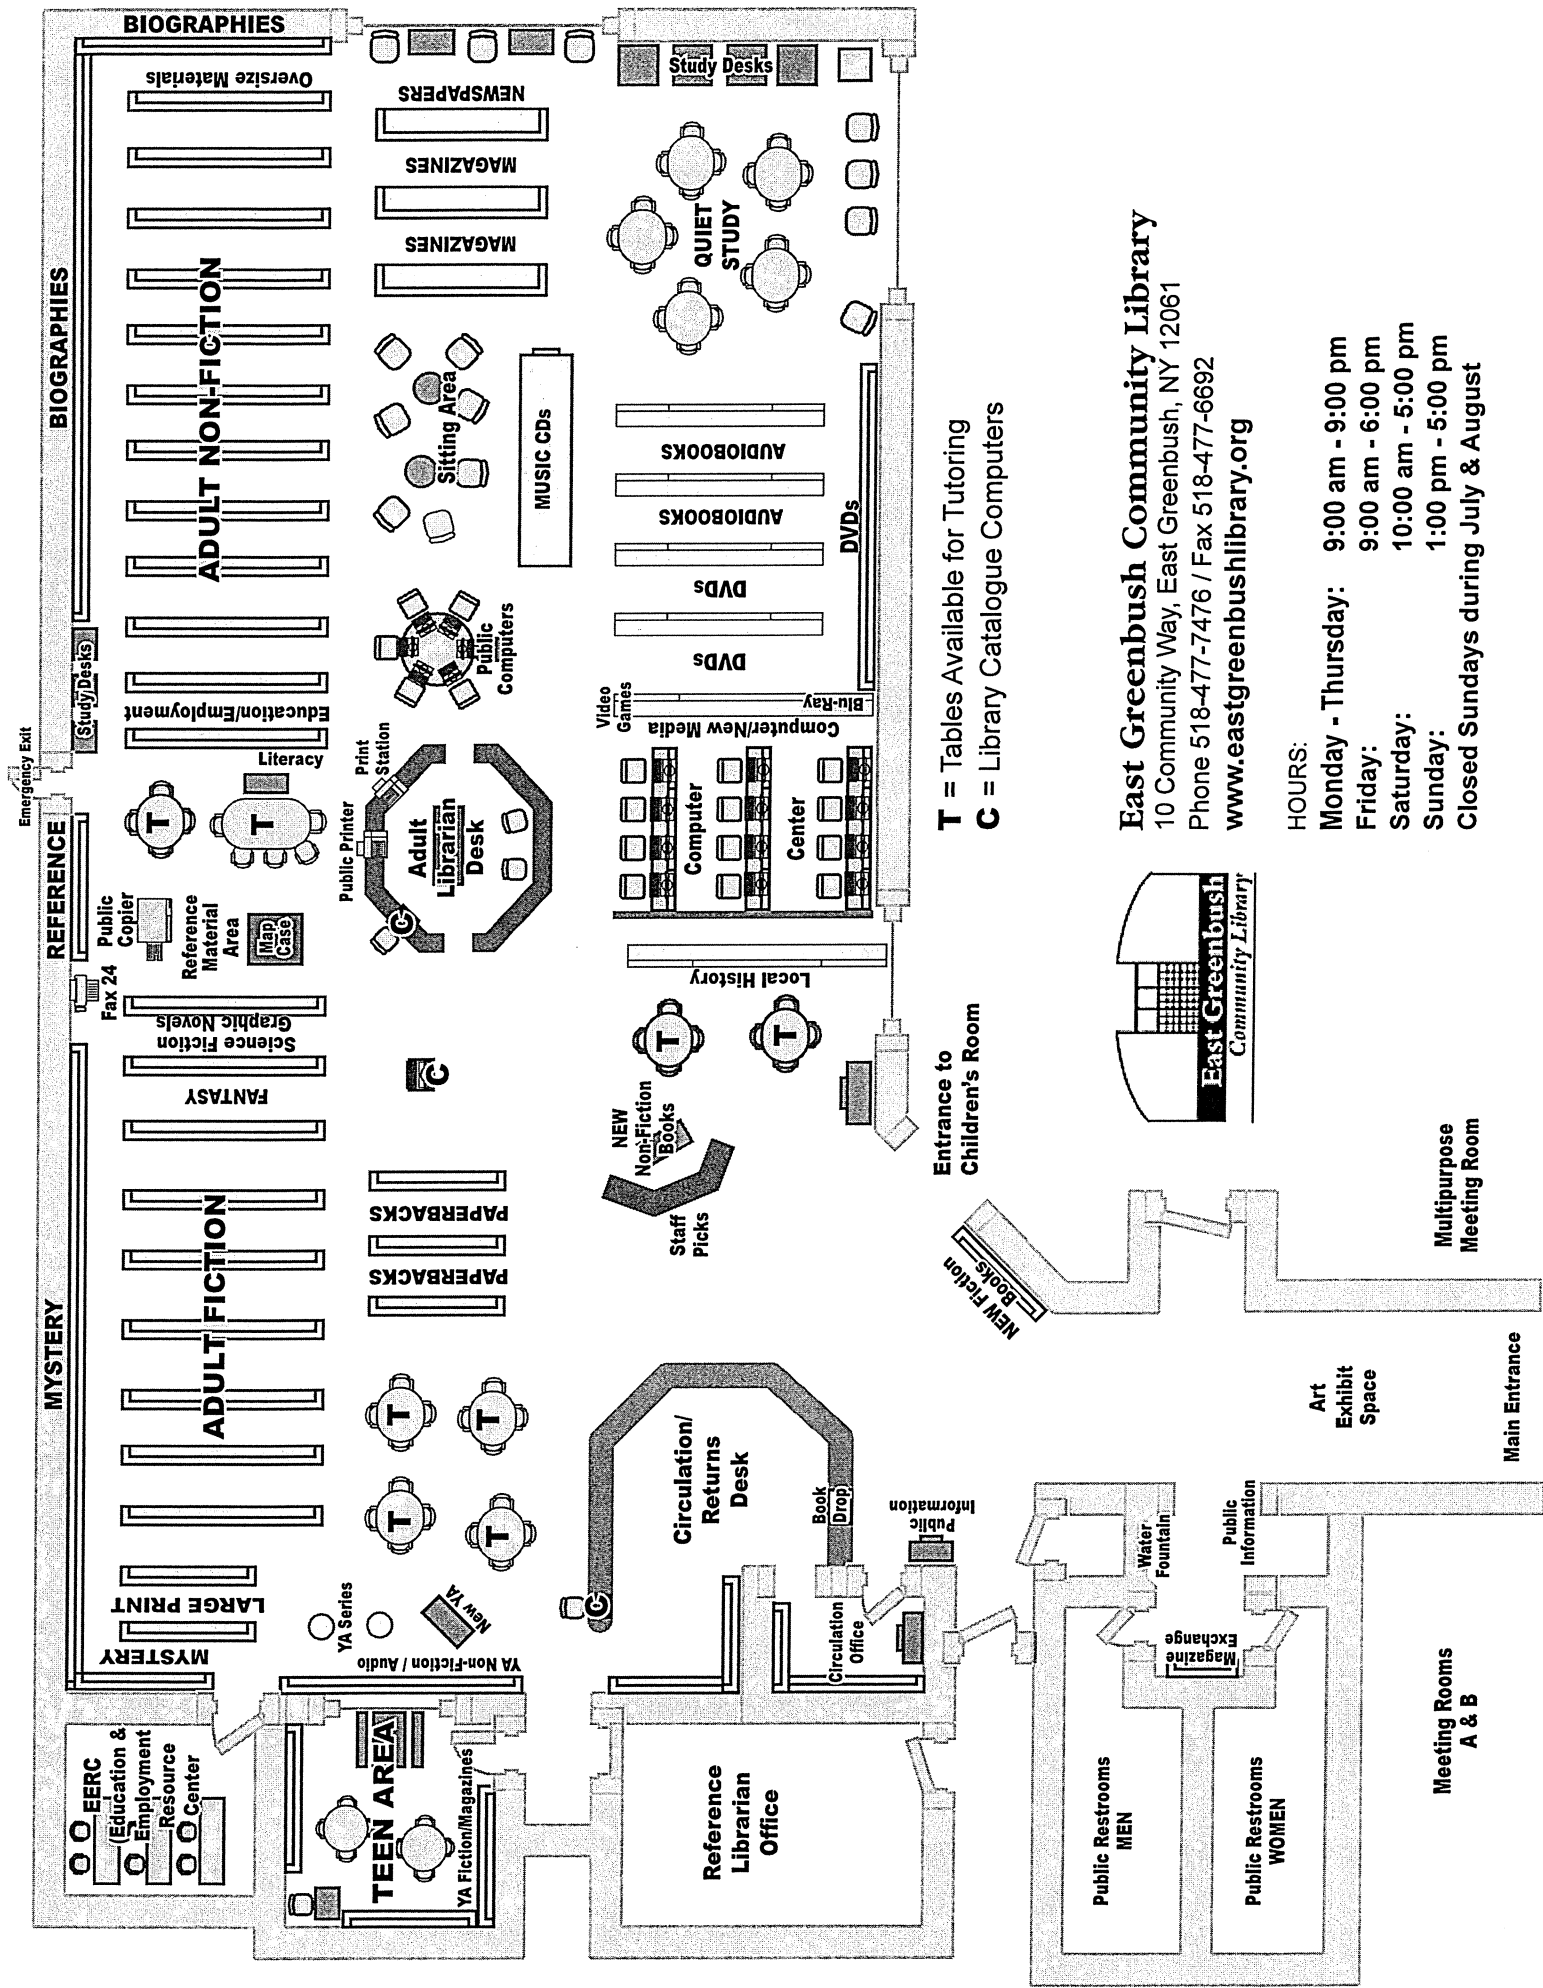 BIOGRAPHIES
BIOGRAPHIES
Oversize Materials
ADULT NON-FICTION
Study Desks
Education/Employment
Emergency Exit
Literacy
REFERENCE
T
T
Public
Copier
Reference
Material
Area
Map
Case
Fax 24
Graphic Novels
Science Fiction
FANTASY
MYSTERY
ADULT FICTION
LARGE PRINT
MYSTERY
EERC
(Education &
Employment
Resource
Center
NEWSPAPERS
MAGAZINES
MAGAZINES
Sitting Area
MUSIC CDs
Public
Computers
Print
Station
Public Printer
Adult
Librarian
Desk
C
C
PAPERBACKS
PAPERBACKS
T
T
T
T
YA Series
New YA
YA Non-Fiction / Audio
TEEN AREA
YA Fiction/Magazines
Study Desks
QUIET
STUDY
AUDIOBOOKS
AUDIOBOOKS
DVDs
DVDs
DVDs
Video
Games
Blu-Ray
Computer/New Media
Computer
Center
Local History
T
T
NEW
Non-Fiction
Books
Staff
Picks
Entrance to
Children's Room
NEW Fiction
Books
Circulation/
Returns
Desk
C
Book
Drop
Public
Information
Circulation
Office
Reference
Librarian
Office
Water
Fountain
Public
Information
Magazine
Exchange
Public Restrooms
MEN
Public Restrooms
WOMEN
Art
Exhibit
Space
Main Entrance
Multipurpose
Meeting Room
Meeting Rooms
A & B
T = Tables Available for Tutoring
C = Library Catalogue Computers
East Greenbush
Community Library
East Greenbush Community Library
10 Community Way, East Greenbush, NY 12061
Phone 518-477-7476 / Fax 518-477-6692
www.eastgreenbushlibrary.org
HOURS:
Monday - Thursday: 9:00 am - 9:00 pm
Friday: 9:00 am - 6:00 pm
Saturday: 10:00 am - 5:00 pm
Sunday: 1:00 pm - 5:00 pm
Closed Sundays during July & August